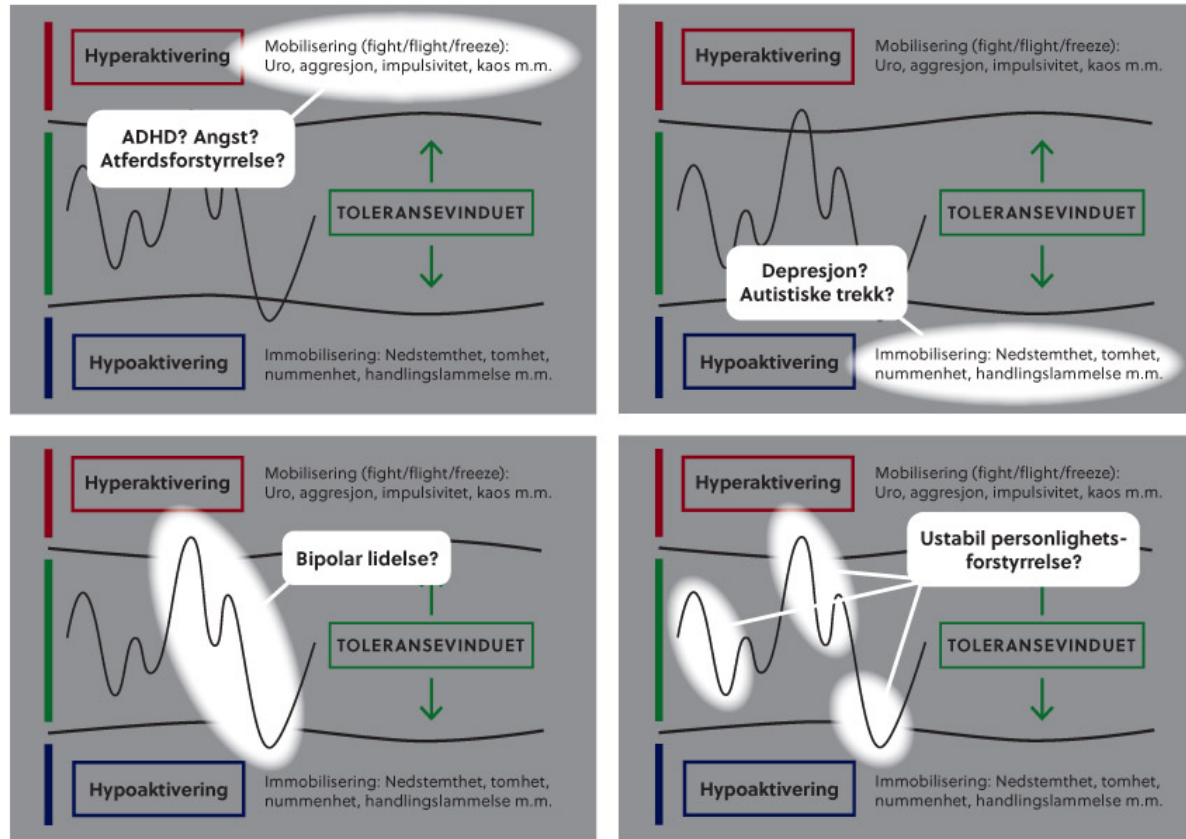 Hyperaktivering
Mobilisering (fight/flight/freeze):
Uro, aggresjon, impulsivitet, kaos m.m.
ADHD? Angst?
Atferdsforstyrrelse?
TOLERANSEVINDUET
Hypoaktivering
Immobilisering: Nedstemthet, tomhet,
nummenhet, handlingslammelse m.m.
Hyperaktivering
Mobilisering (fight/flight/freeze):
Uro, aggresjon, impulsivitet, kaos m.m.
TOLERANSEVINDUET
Depresjon?
Autistiske trekk?
Hypoaktivering
Immobilisering: Nedstemthet, tomhet,
nummenhet, handlingslammelse m.m.
Hyperaktivering
Mobilisering (fight/flight/freeze):
Uro, aggresjon, impulsivitet, kaos m.m.
Bipolar lidelse?
TOLERANSEVINDUET
Hypoaktivering
Immobilisering: Nedstemthet, tomhet,
nummenhet, handlingslammelse m.m.
Hyperaktivering
Mobilisering (fight/flight/freeze):
Uro, aggresjon, impulsivitet, kaos m.m.
Ustabil personlighets-
forstyrrelse?
TOLERANSEVINDUET
Hypoaktivering
Immobilisering: Nedstemthet, tomhet,
nummenhet, handlingslammelse m.m.